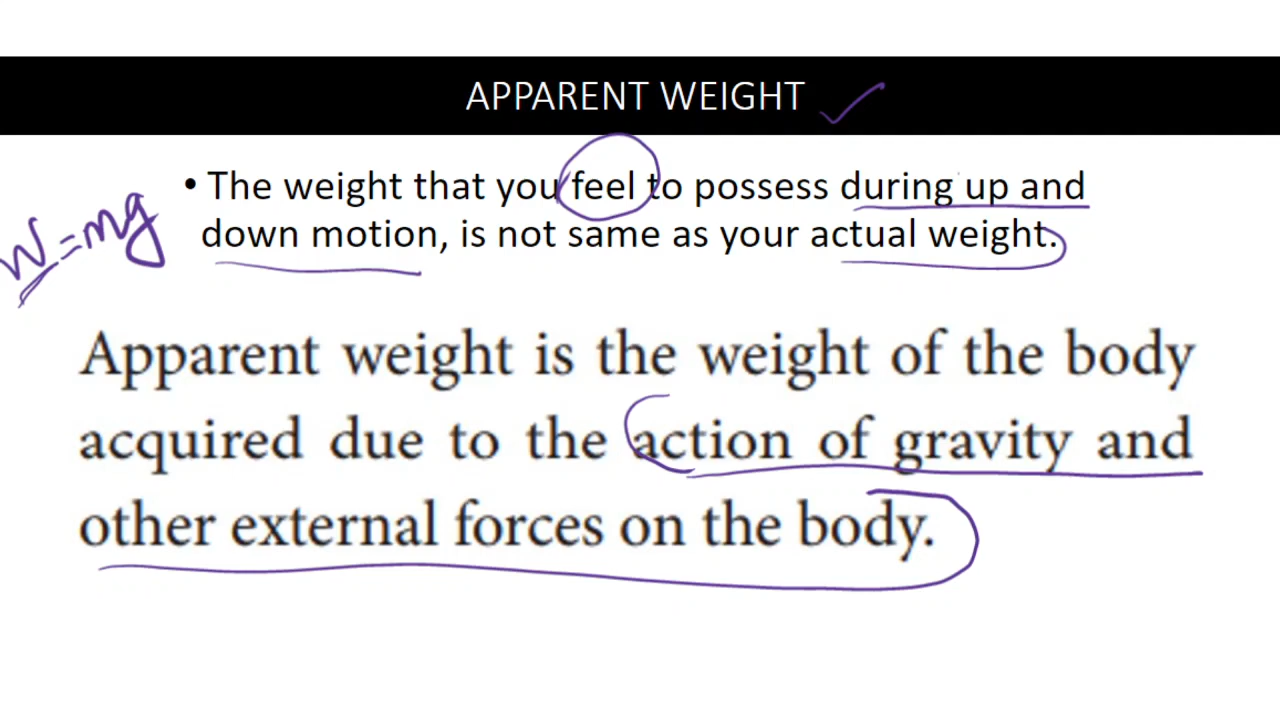 APPARENT WEIGHT
• The weight that you feel to possess during up and
down motion, is not same as your actual weight.
W = mg
Apparent weight is the weight of the body
acquired due to the action of gravity and
other external forces on the body.